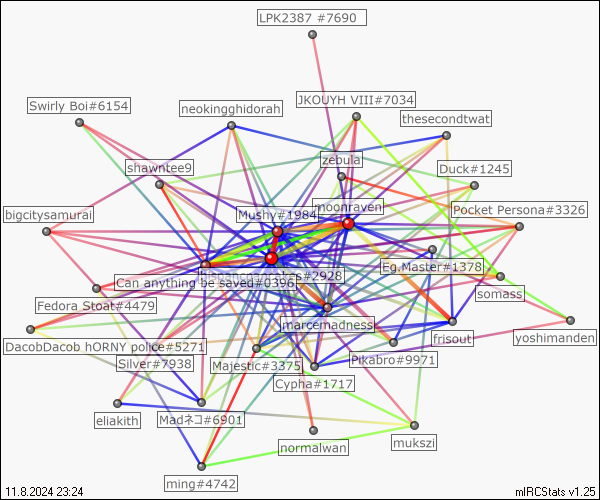 LPK2387 #7690
JKOUYH VIII#7034
Swirly Boi#6154
neokingghidorah
thesecondtwat
zebula
shawntee9
Duck#1245
moonraven
Pocket Persona#3326
bigcitysamurai
Mushy#1984
Eg.Master#1378
#2928
Can anything be saved#0396
somass
Fedora Stoat#4479
marcemadness
frisout
yoshimanden
DacobDacob hORNY police#5271
Pikabro#9971
Silver#7938
Majestic#3375
Cypha#1717
eliakith
Madネコ#6901
mukszi
normalwan
ming#4742
11.8.2024 23:24
mIRCStats v1.25